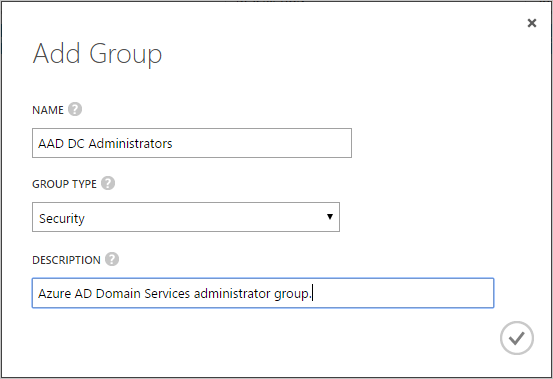 Add Group
NAME ?
AAD DC Administrators
GROUP TYPE ?
Security
DESCRIPTION ?
Azure AD Domain Services administrator group.